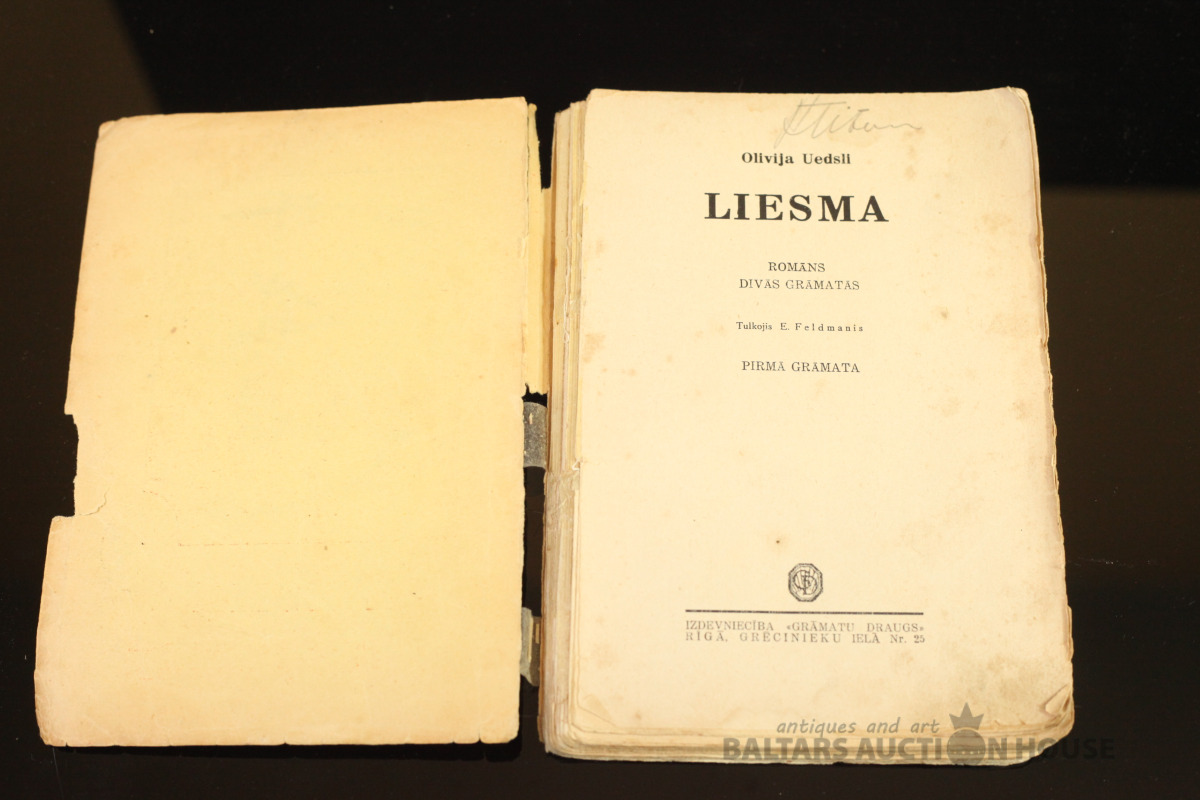 Olivija Uedsli
LIESMA
ROMĀNS
DIVĀS GRĀMATĀS
Tulkojis E. Feldmanis
PIRMĀ GRĀMATA
IZDEVNIECĪBA «GRĀMATU DRAUGS»
RĪGĀ, GRĒCINIEKU IELĀ Nr. 25
antiques and art
BALTARS AUCTION HOUSE